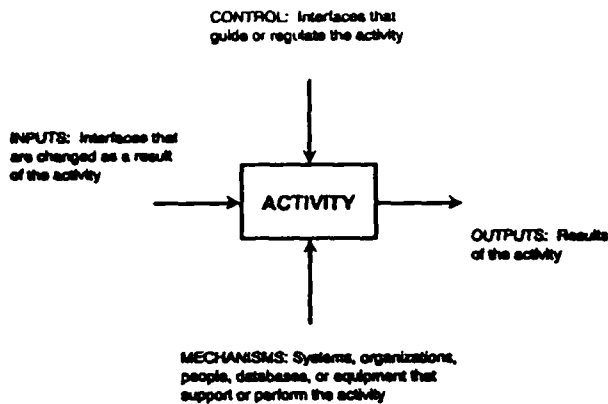 CONTROL: Interfaces that
guide or regulate the activity
INPUTS: Interfaces that
are changed as a result
of the activity
ACTIVITY
OUTPUTS: Results
of the activity
MECHANISMS: Systems, organizations,
people, databases, or equipment that
support or perform the activity